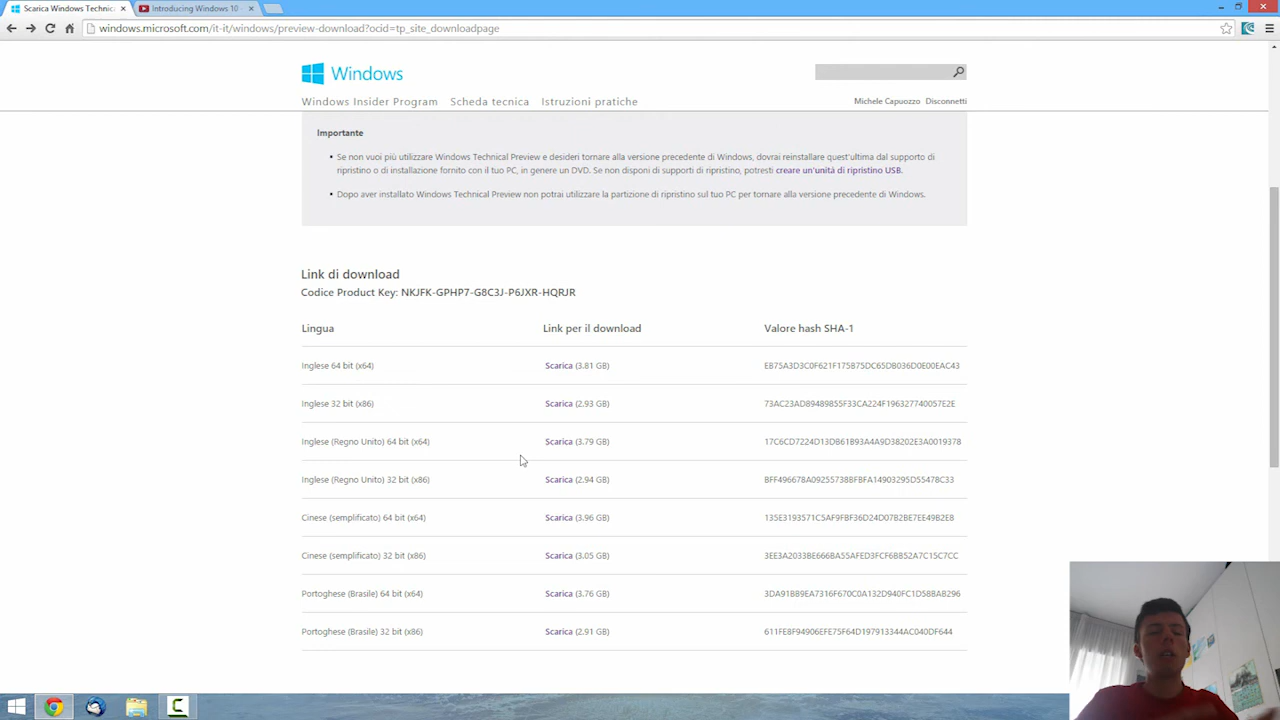 Scarica Windows Technic
Introducing Windows 10
windows.microsoft.com/it-it/windows/preview-download?ocid=tp_site_downloadpage
Windows
Windows Insider Program Scheda tecnica Istruzioni pratiche
Michele Capuozzo Disconnetti
Importante
• Se non vuoi più utilizzare Windows Technical Preview e desideri tornare alla versione precedente di Windows, dovrai reinstallare quest'ultima dal supporto di
ripristino o di installazione fornito con il tuo PC, in genere un DVD. Se non disponi di supporti di ripristino, potresti creare un'unità di ripristino USB.
• Dopo aver installato Windows Technical Preview non potrai utilizzare la partizione di ripristino sul tuo PC per tornare alla versione precedente di Windows.
Link di download
Codice Product Key: NKJFK-GPHP7-G8C3J-P6JXR-HQRJR
Lingua Link per il download Valore hash SHA-1
Inglese 64 bit (x64) Scarica (3.81 GB) EB75A3D3C0F621F175B75DC65DB036D0E00EAC43
Inglese 32 bit (x86) Scarica (2.93 GB) 73AC23AD89489855F33CA224F196327740057E2E
Inglese (Regno Unito) 64 bit (x64) Scarica (3.79 GB) 17C6CD7224D13DB61B93A4A9D38202E3A0019378
Inglese (Regno Unito) 32 bit (x86) Scarica (2.94 GB) BFF496678A09255738BFBFA14903295D55478C33
Cinese (semplificato) 64 bit (x64) Scarica (3.96 GB) 135E3193571C5AF9FBF36D24D07B2BE7EE49B2E8
Cinese (semplificato) 32 bit (x86) Scarica (3.05 GB) 3EE3A2033BE666BA55AFED3FCF6BB52A7C15C7CC
Portoghese (Brasile) 64 bit (x64) Scarica (3.76 GB) 3DA91BB9EA7316F670C0A132D940FC1D58BAB296
Portoghese (Brasile) 32 bit (x86) Scarica (2.91 GB) 611FE8F94906EFE75F64D197913344AC040DF644